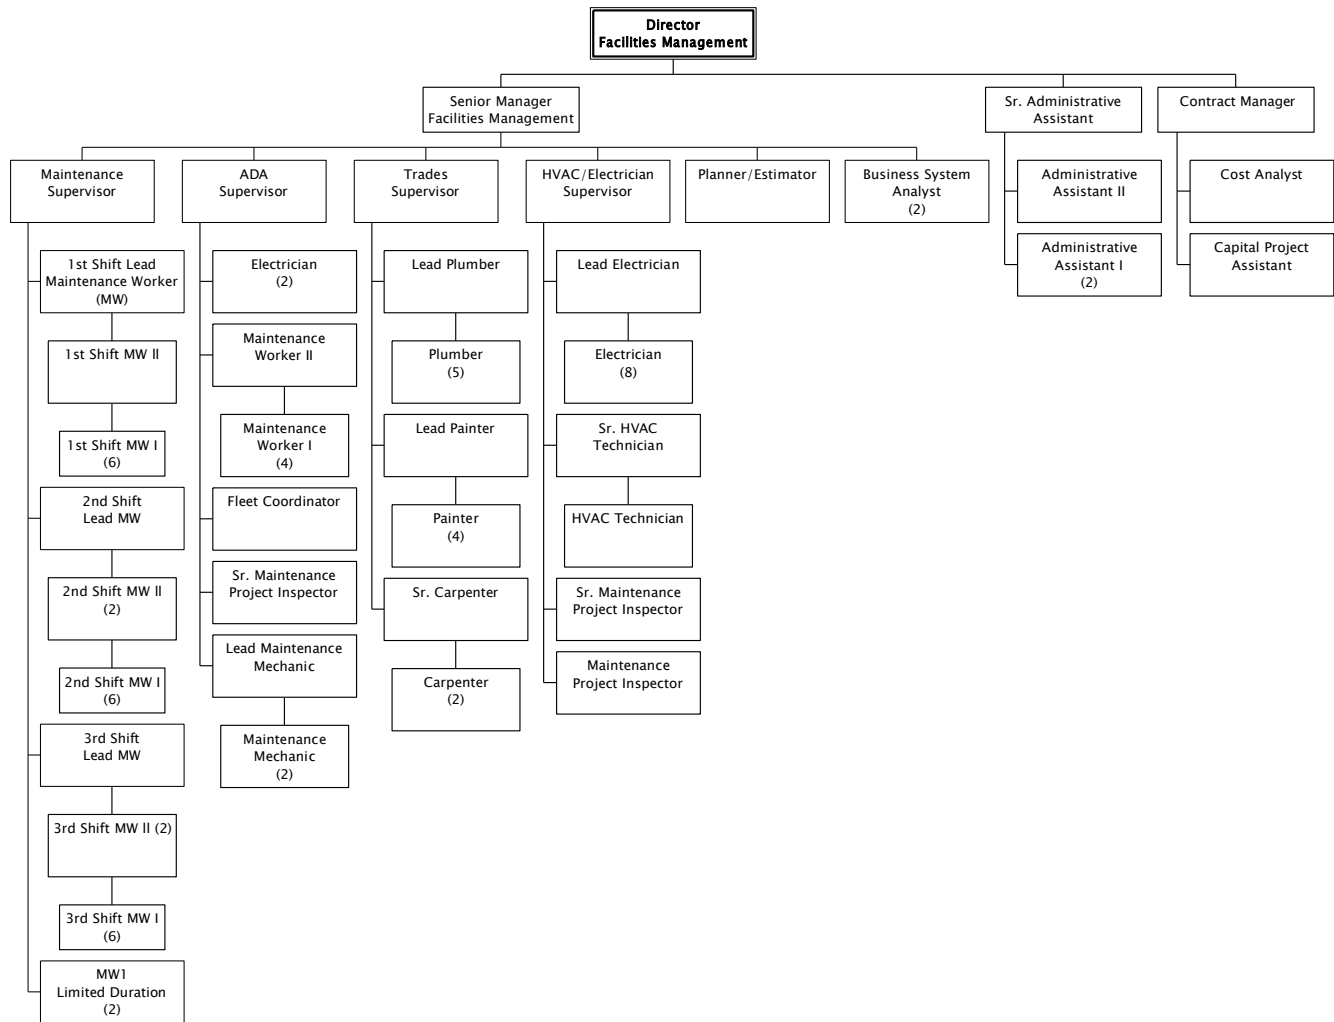 Director
Facilities Management
Senior Manager
Facilities Management
Sr. Administrative
Assistant
Contract Manager
Maintenance
Supervisor
ADA
Supervisor
Trades
Supervisor
HVAC/Electrician
Supervisor
Planner/Estimator
Business System
Analyst
(2)
Administrative
Assistant II
Cost Analyst
Administrative
Assistant I
(2)
Capital Project
Assistant
1st Shift Lead
Maintenance Worker
(MW)
1st Shift MW II
1st Shift MW I
(6)
2nd Shift
Lead MW
2nd Shift MW II
(2)
2nd Shift MW I
(6)
3rd Shift
Lead MW
3rd Shift MW II (2)
3rd Shift MW I
(6)
MW1
Limited Duration
(2)
Electrician
(2)
Maintenance
Worker II
Maintenance
Worker I
(4)
Fleet Coordinator
Sr. Maintenance
Project Inspector
Lead Maintenance
Mechanic
Maintenance
Mechanic
(2)
Lead Plumber
Plumber
(5)
Lead Painter
Painter
(4)
Sr. Carpenter
Carpenter
(2)
Lead Electrician
Electrician
(8)
Sr. HVAC
Technician
HVAC Technician
Sr. Maintenance
Project Inspector
Maintenance
Project Inspector